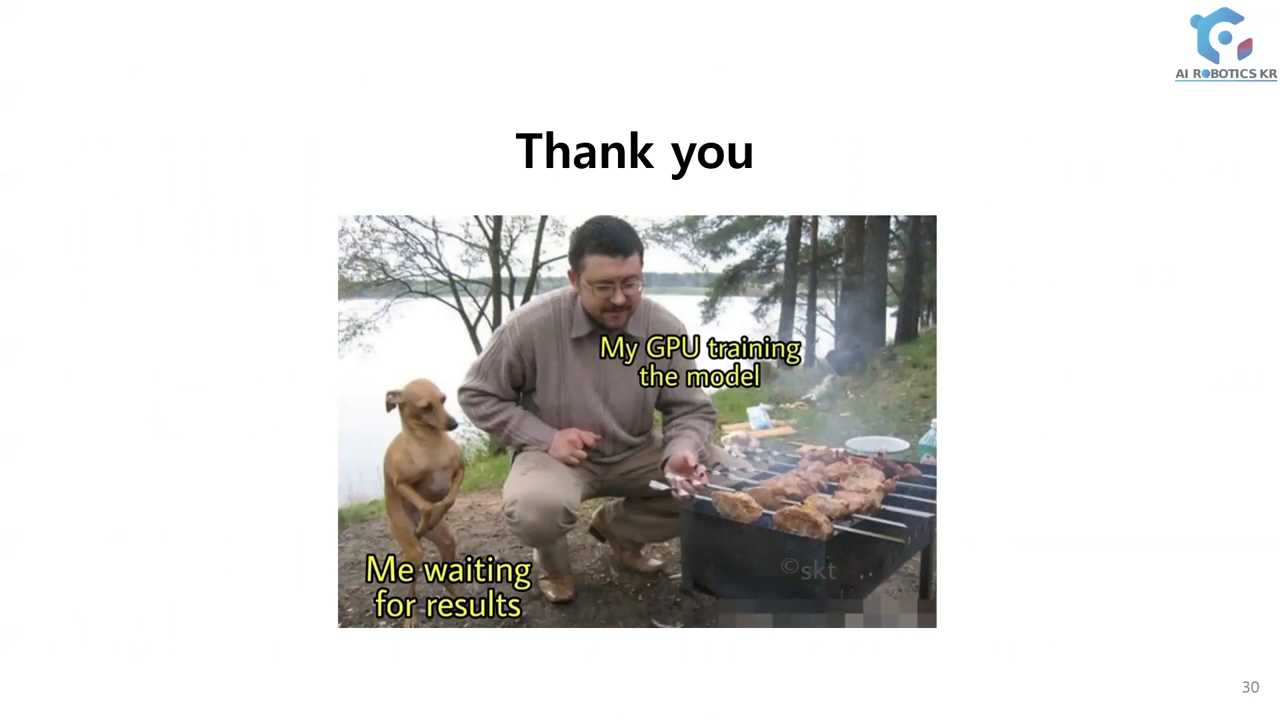 AI ROBOTICS KR
Thank you
My GPU training
the model
Me waiting
for results
©skt
30